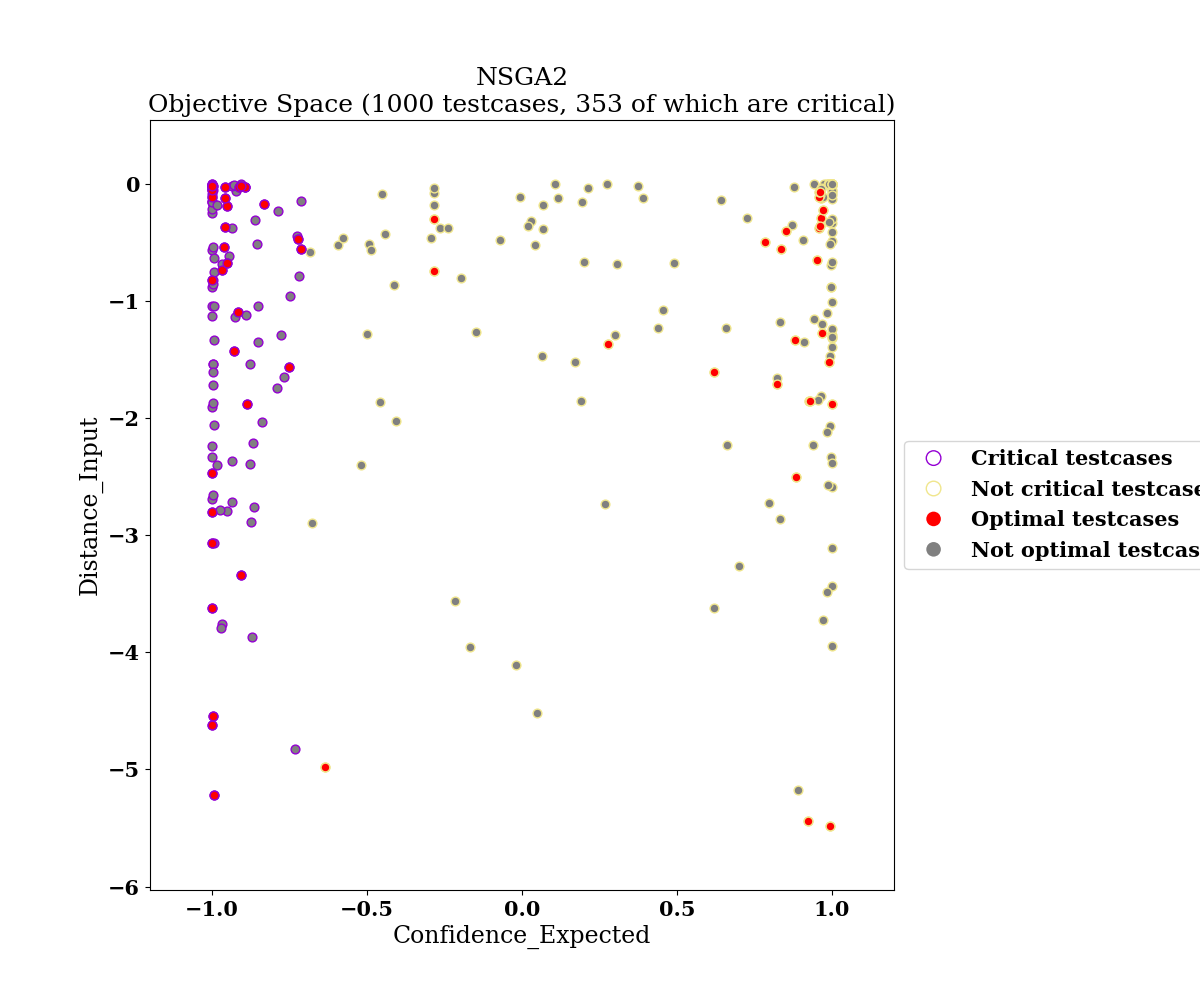 NSGA2
Objective Space (1000 testcases, 353 of which are critical)
0
−1
−2
−3
−4
−5
−6
Distance_Input
−1.0
−0.5
0.0
0.5
1.0
Confidence_Expected
Critical testcases
Not critical testcase
Optimal testcases
Not optimal testcas